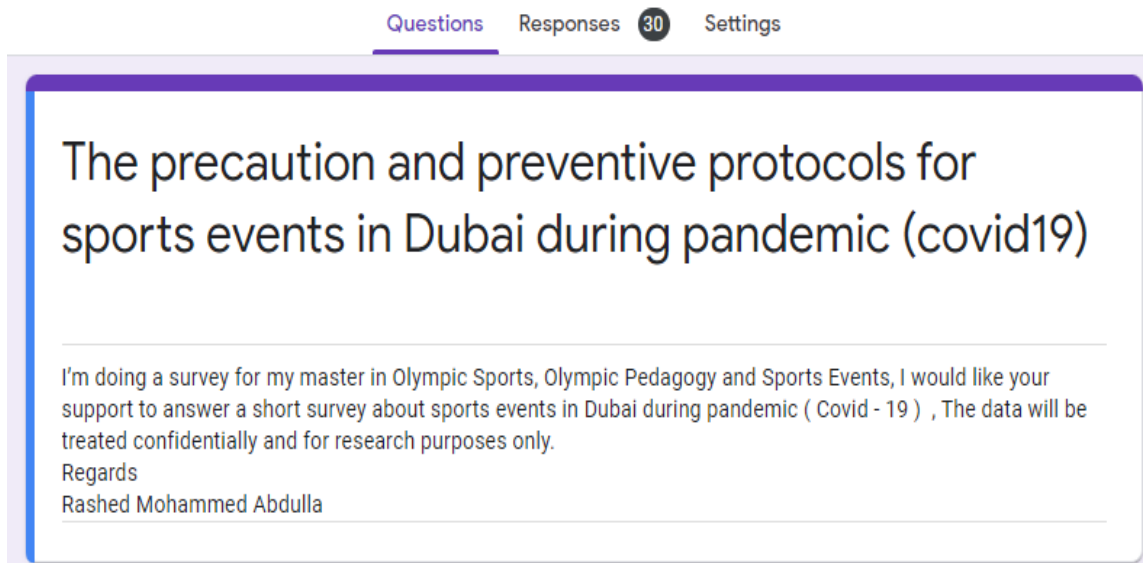 Questions Responses 30 Settings
The precaution and preventive protocols for
sports events in Dubai during pandemic (covid19)
I'm doing a survey for my master in Olympic Sports, Olympic Pedagogy and Sports Events, I would like your
support to answer a short survey about sports events in Dubai during pandemic ( Covid - 19 ) , The data will be
treated confidentially and for research purposes only.
Regards
Rashed Mohammed Abdulla